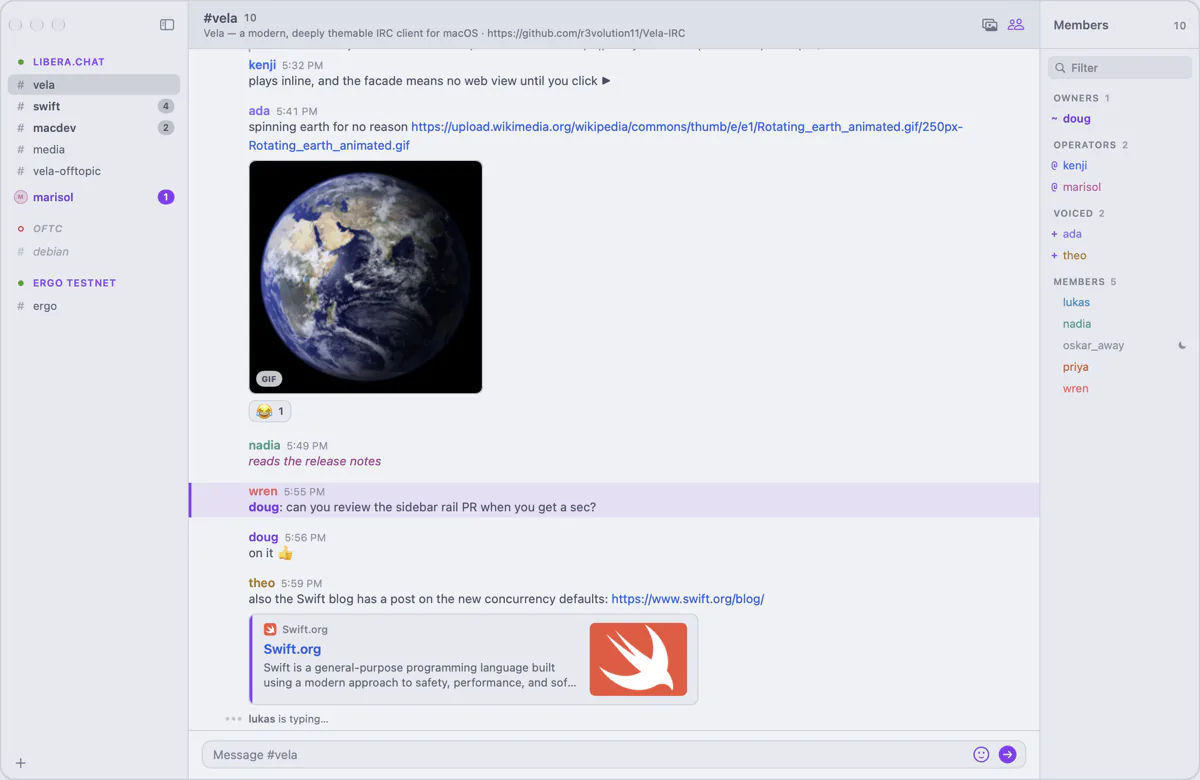 LIBERA.CHAT
# vela
# swift 4
# macdev 2
# media
# vela-offtopic
M marisol 1
OFTC
# debian
ERGO TESTNET
# ergo
+
#vela 10
Vela — a modern, deeply themable IRC client for macOS · https://github.com/r3volution11/Vela-IRC
kenji 5:32 PM
plays inline, and the facade means no web view until you click ▶
ada 5:41 PM
spinning earth for no reason https://upload.wikimedia.org/wikipedia/commons/thumb/e/e1/Rotating_earth_animated.gif/250px-
Rotating_earth_animated.gif
GIF
😂 1
nadia 5:49 PM
reads the release notes
wren 5:55 PM
doug: can you review the sidebar rail PR when you get a sec?
doug 5:56 PM
on it 👍
theo 5:59 PM
also the Swift blog has a post on the new concurrency defaults: https://www.swift.org/blog/
Swift.org
Swift.org
Swift is a general-purpose programming language built
using a modern approach to safety, performance, and sof...
lukas is typing...
Message #vela
Members 10
Filter
OWNERS 1
~ doug
OPERATORS 2
@ kenji
@ marisol
VOICED 2
+ ada
+ theo
MEMBERS 5
lukas
nadia
oskar_away
priya
wren